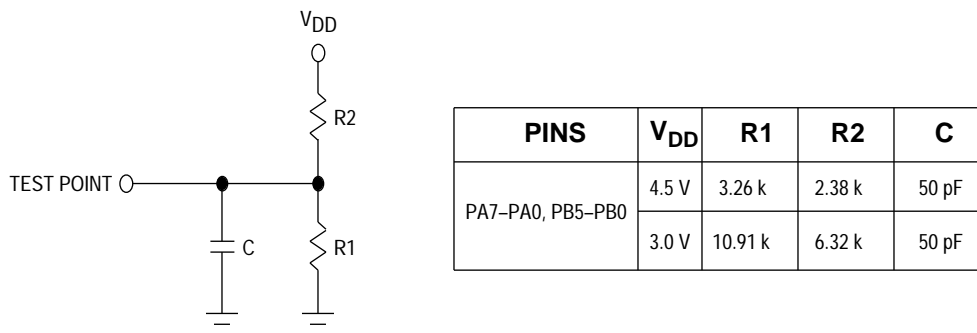 VDD
R2
TEST POINT
C
R1
PINS VDD R1 R2 C
PA7–PA0, PB5–PB0
4.5 V 3.26 k 2.38 k 50 pF
3.0 V 10.91 k 6.32 k 50 pF